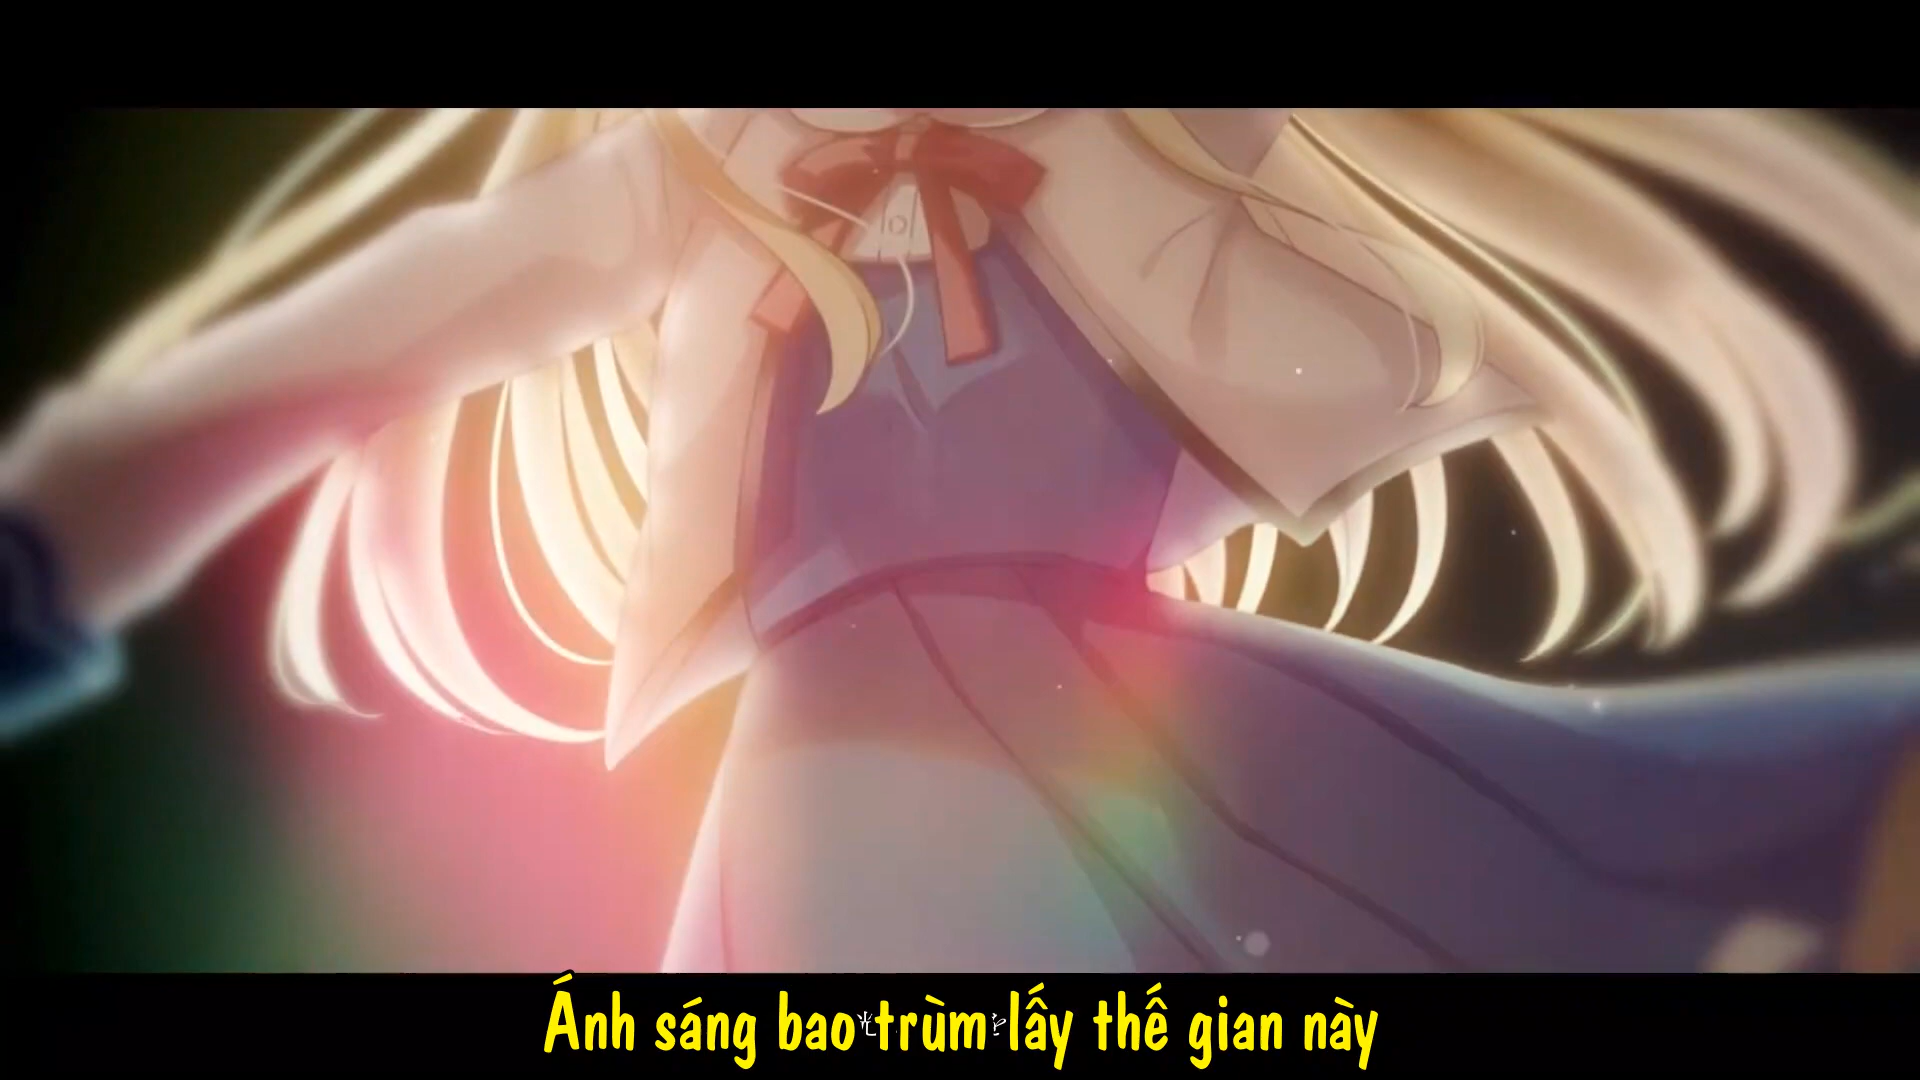 Ánh sáng bao trùm lấy thế gian này